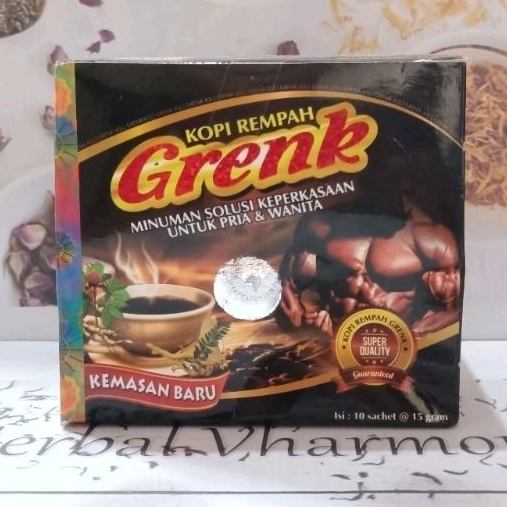 KOPI REMPAH
Grenk
MINUMAN SOLUSI KEPERKASAAN
UNTUK PRIA & WANITA
KOPI REMPAH GRENK
SUPER
QUALITY
Guaranteed
KEMASAN BARU
Isi : 10 sachet @ 15 gram
Herbal Vharmo